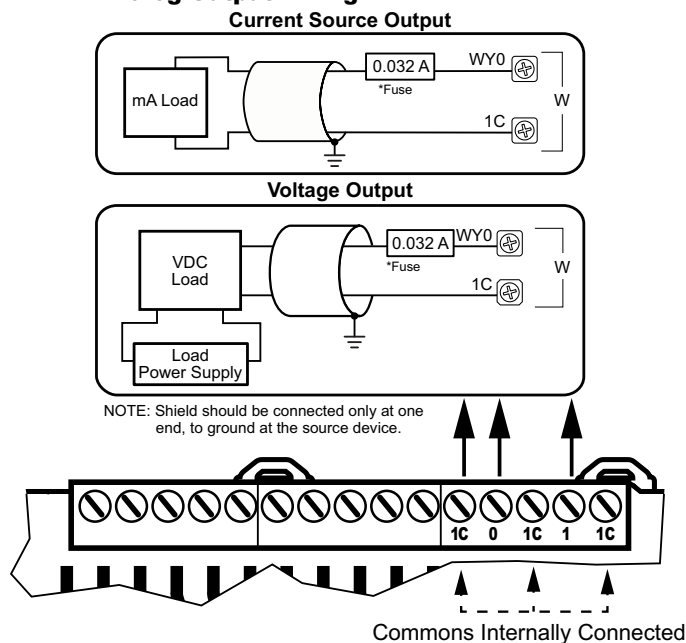 Current Source Output
0.032 A
WY0
mA Load
*Fuse
W
1C
Voltage Output
0.032 A
WY0
*Fuse
VDC
Load
W
1C
Load
Power Supply
NOTE: Shield should be connected only at one
end, to ground at the source device.
1C 0 1C 1 1C
Commons Internally Connected